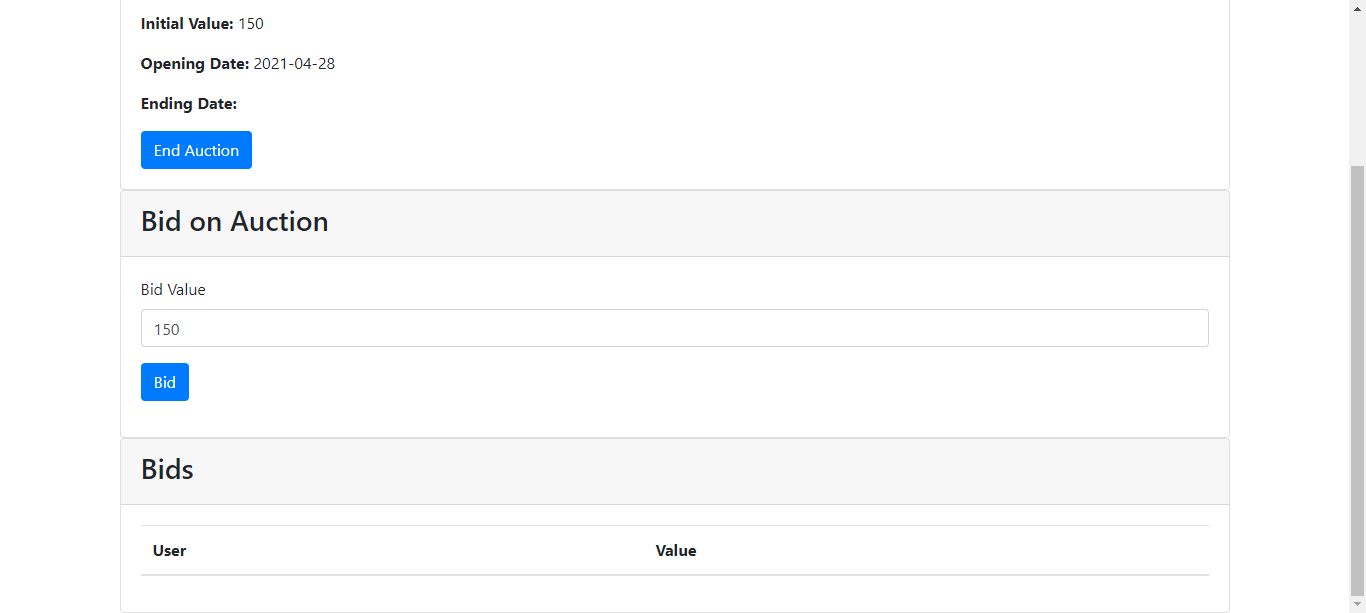 Initial Value: 150
Opening Date: 2021-04-28
Ending Date:
End Auction
Bid on Auction
Bid Value
150
Bid
Bids
User Value